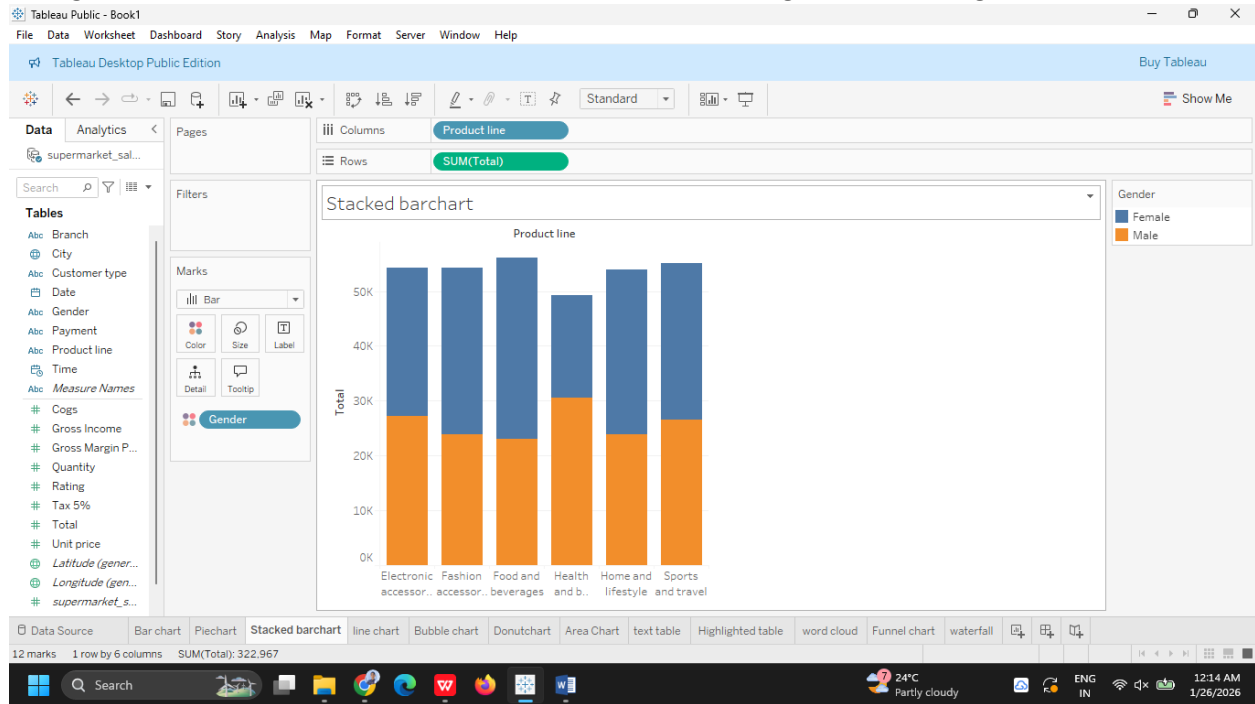 Tableau Public - Book1
File Data Worksheet Dashboard Story Analysis Map Format Server Window Help
Tableau Desktop Public Edition
Buy Tableau
Standard
Show Me
Data Analytics
supermarket_sal...
Search
Tables
Abc Branch
City
Abc Customer type
Date
Abc Gender
Abc Payment
Abc Product line
Time
Abc Measure Names
# Cogs
# Gross Income
# Gross Margin P...
# Quantity
# Rating
# Tax 5%
# Total
# Unit price
Latitude (gener...
Longitude (gen...
# supermarket_s...
Pages
Filters
Marks
Bar
Color Size Label
Detail Tooltip
Gender
Columns Product line
Rows SUM(Total)
Stacked barchart
Product line
50K
40K
30K
20K
10K
0K
Total
Electronic Fashion Food and Health Home and Sports
accessor.. accessor.. beverages and b.. lifestyle and travel
Gender
Female
Male
Data Source Bar chart Piechart Stacked barchart line chart Bubble chart Donutchart Area Chart text table Highlighted table word cloud Funnel chart waterfall
12 marks 1 row by 6 columns SUM(Total): 322,967
Search
7
24°C
Partly cloudy
ENG
IN
12:14 AM
1/26/2026